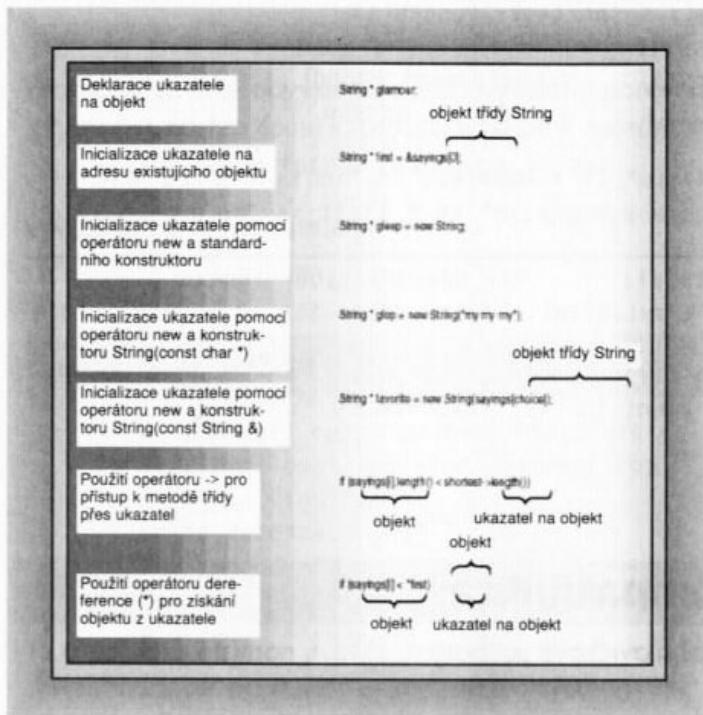 Deklarace ukazatele
na objekt
String * glamour;
objekt třídy String
Inicializace ukazatele na
adresu existujícího objektu
String * first = &sayings[0];
Inicializace ukazatele pomocí
operátoru new a standard-
ního konstruktoru
String * gleep = new String;
Inicializace ukazatele pomocí
operátoru new a konstruk-
toru String(const char *)
String * glop = new String("my my my");
objekt třídy String
Inicializace ukazatele pomocí
operátoru new a konstruk-
toru String(const String &)
String * favorite = new String(sayings[choice]);
Použití operátoru -> pro
přístup k metodě třídy
přes ukazatel
if (sayings[i].length() < shortest->length())
objekt
ukazatel na objekt
objekt
Použití operátoru dere-
ference (*) pro získání
objektu z ukazatele
if (sayings[i] < *first)
objekt
ukazatel na objekt